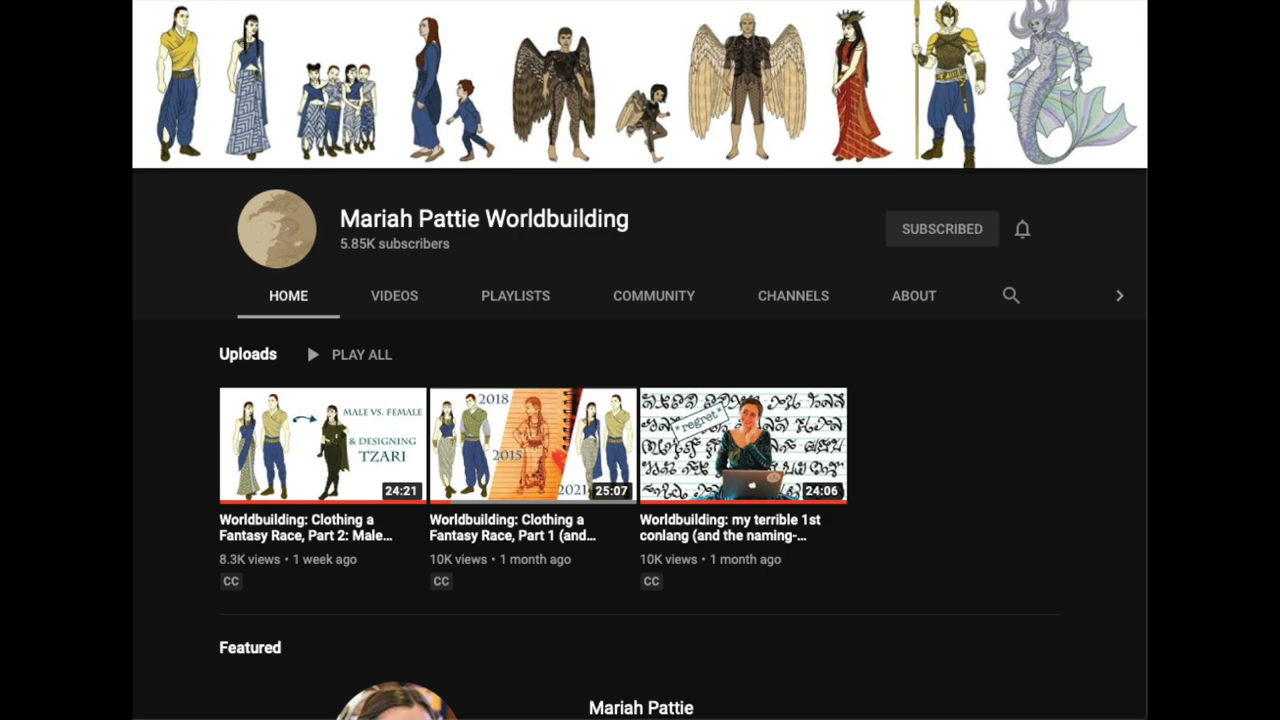 Mariah Pattie Worldbuilding
5.85K subscribers
SUBSCRIBED
HOME VIDEOS PLAYLISTS COMMUNITY CHANNELS ABOUT
Uploads PLAY ALL
MALE VS. FEMALE
& DESIGNING
TZARI
24:21
2018
2015
2021
25:07
*regret*
24:06
Worldbuilding: Clothing a
Fantasy Race, Part 2: Male...
8.3K views • 1 week ago
CC
Worldbuilding: Clothing a
Fantasy Race, Part 1 (and...
10K views • 1 month ago
CC
Worldbuilding: my terrible 1st
conlang (and the naming-...
10K views • 1 month ago
CC
Featured
Mariah Pattie